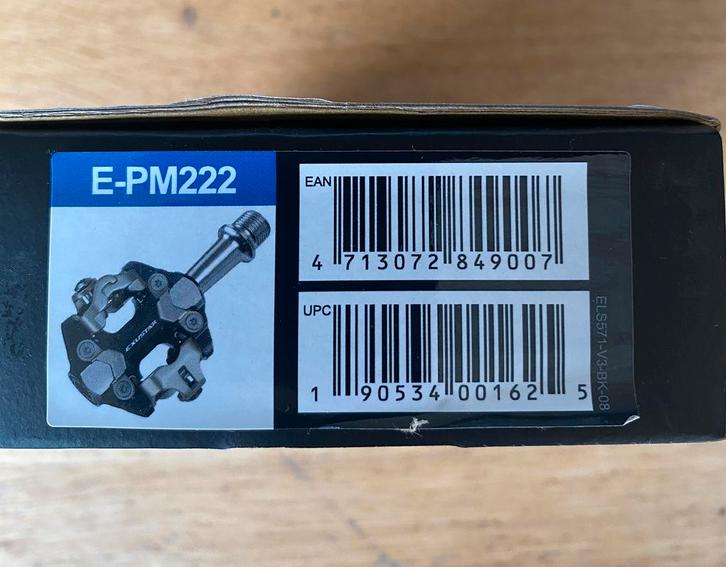 E-PM222
EXUSTAR
EAN
4 713072 849007
UPC
1 90534 00162 5
ELS571-V3-BK-08